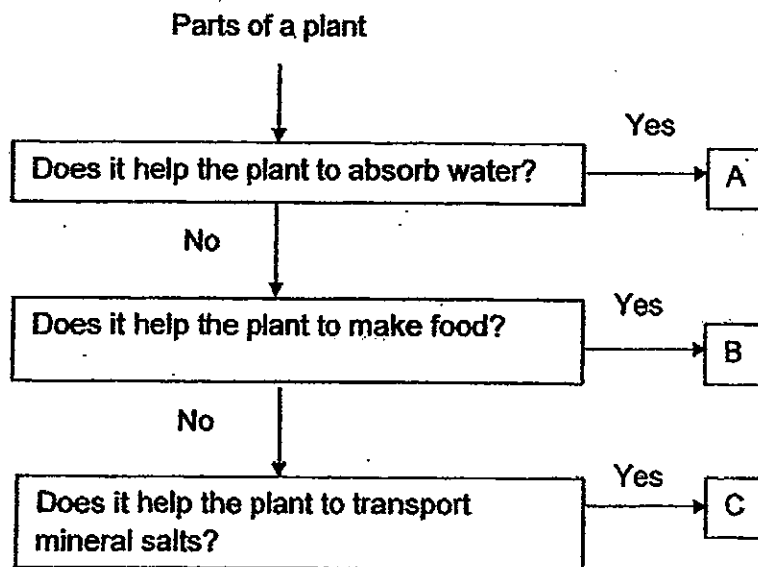 Parts of a plant
Yes
Does it help the plant to absorb water?
A
No
Yes
Does it help the plant to make food?
B
No
Yes
Does it help the plant to transport
mineral salts?
C